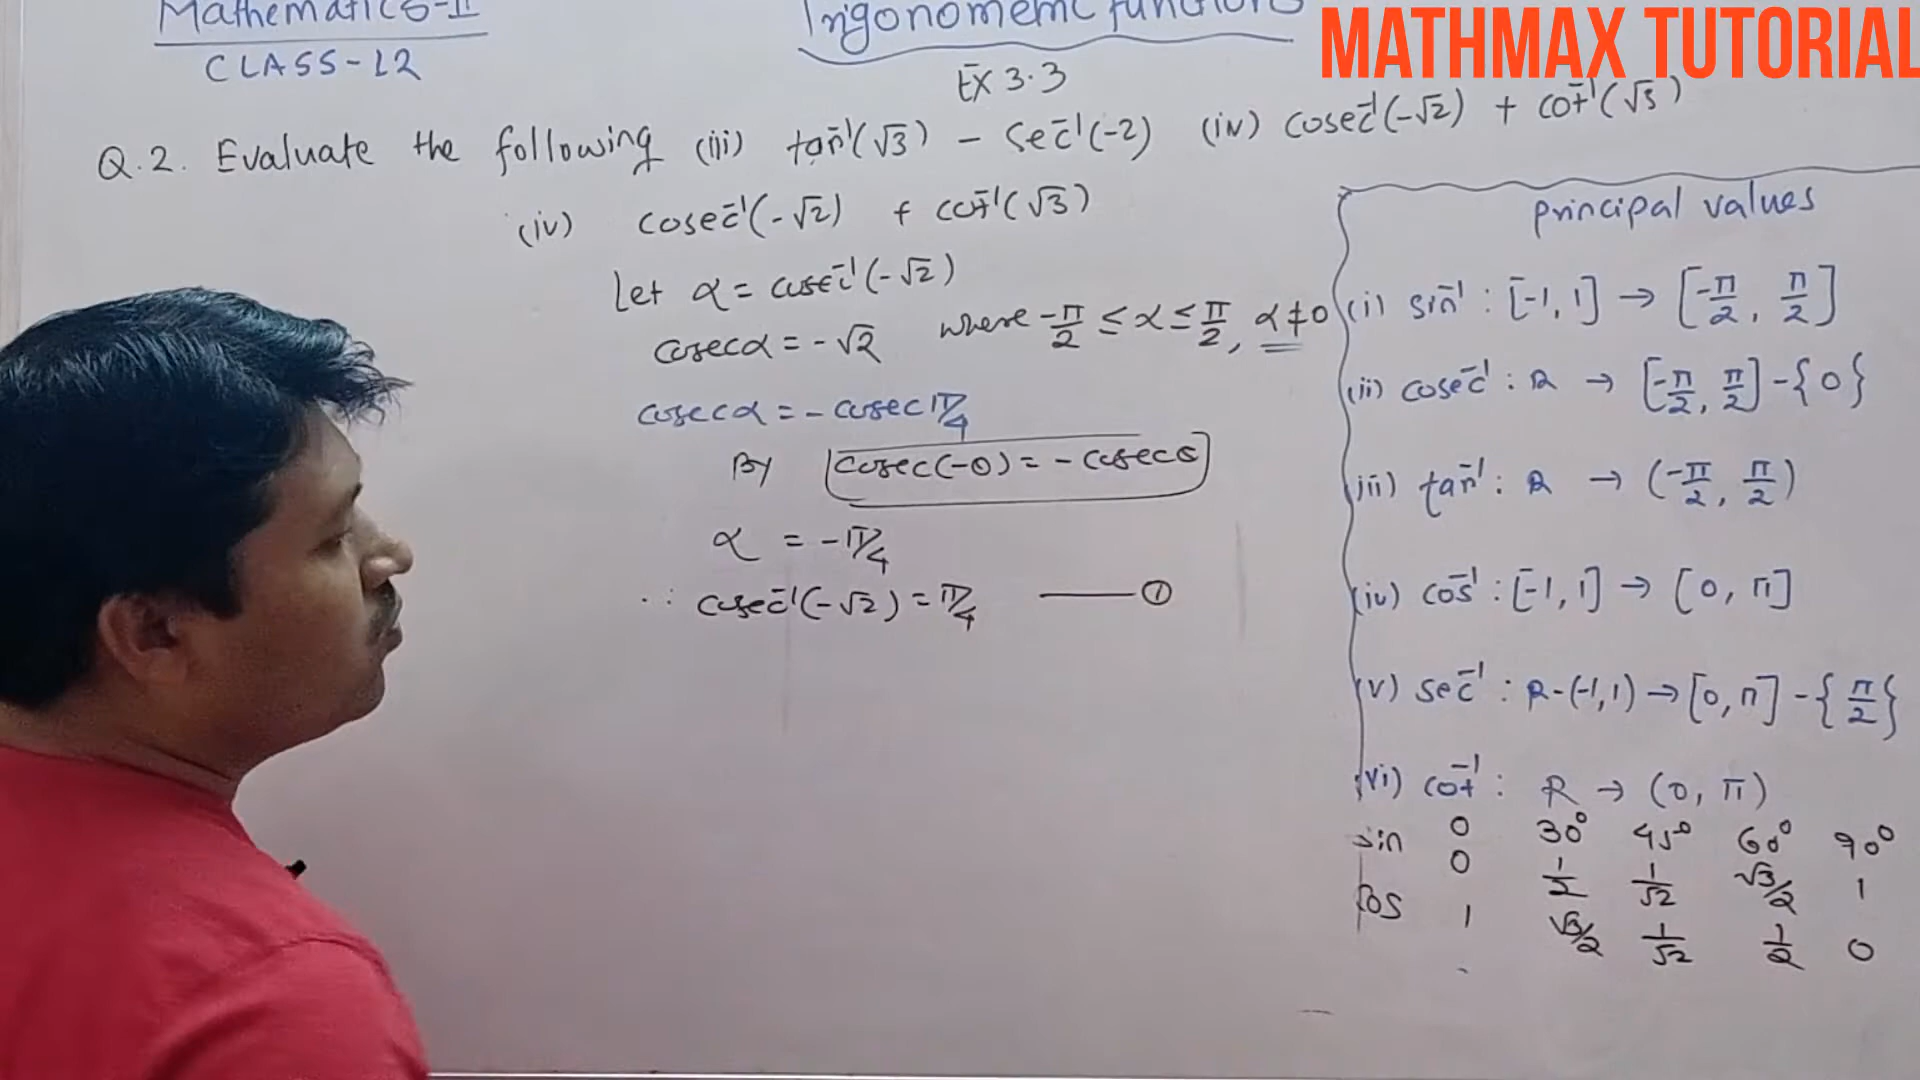 Mathematics-II
Trigonometric functions
MATHMAX TUTORIAL
CLASS-12
Ex 3.3
Q.2. Evaluate the following (iii) tan⁻¹(√3) - sec⁻¹(-2) (iv) cosec⁻¹(-√2) + cot⁻¹(√3)
(iv) cosec⁻¹(-√2) + cot⁻¹(√3)
Let α = cosec⁻¹(-√2)
cosecα = -√2 where -π/2 ≤ α ≤ π/2, α ≠ 0
cosecα = - cosec π/4
By cosec(-θ) = - cosecθ
α = -π/4
∴ cosec⁻¹(-√2) = π/4 —— ①
principal values
(i) sin⁻¹ : [-1, 1] → [-π/2, π/2]
(ii) cosec⁻¹ : R → [-π/2, π/2] - {0}
iii) tan⁻¹ : R → (-π/2, π/2)
(iv) cos⁻¹ : [-1, 1] → [0, π]
(v) sec⁻¹ : R - (-1, 1) → [0, π] - {π/2}
(vi) cot⁻¹ : R → (0, π)
0 30° 45° 60° 90°
sin 0 1/2 1/√2 √3/2 1
cos 1 √3/2 1/√2 1/2 0